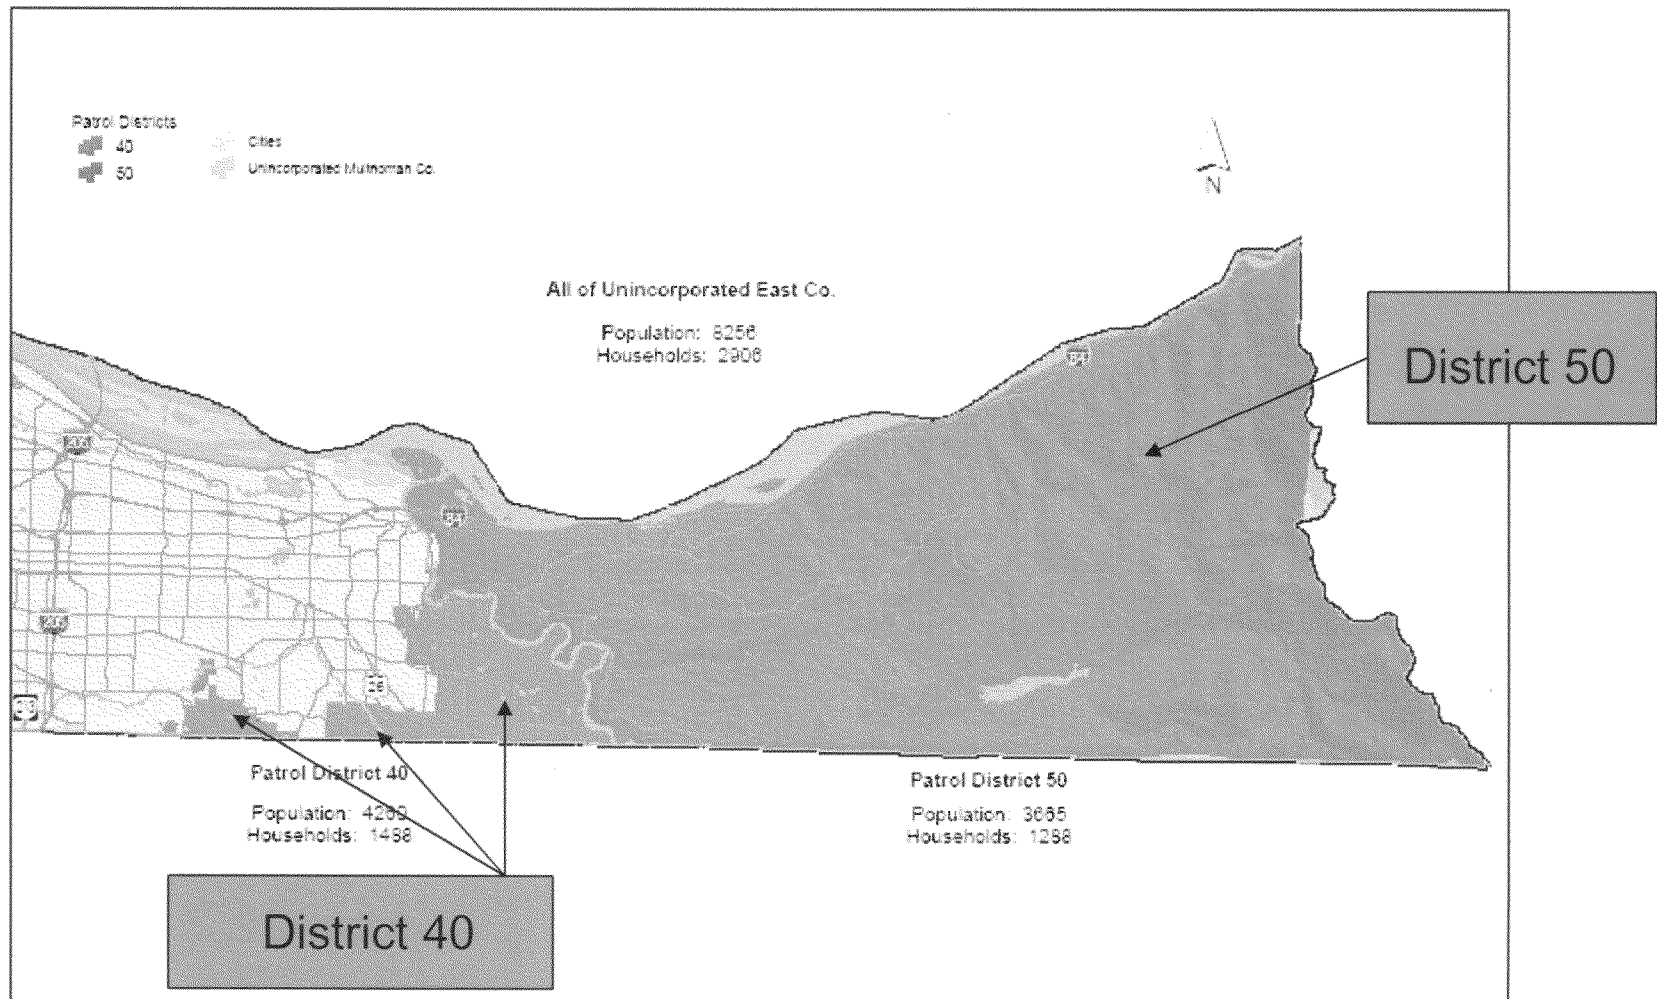 Patrol Districts
40
50
Cities
Unincorporated Multnomah Co.
N
All of Unincorporated East Co.
Population: 8256
Households: 2906
84
District 50
205
84
205
26
213
Patrol District 40
Population: 4269
Households: 1488
Patrol District 50
Population: 3665
Households: 1288
District 40